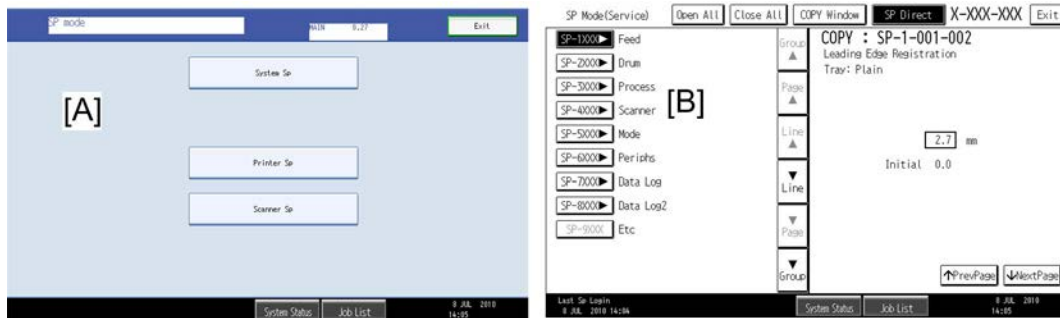 SP mode
MAIN 0.27
Exit
System Sp
[A]
Printer Sp
Scanner Sp
System Status Job List
8 JUL 2010
14:05
SP Mode(Service) Open All Close All COPY Window SP Direct X-XXX-XXX Exit
SP-1XXX▶ Feed
SP-2XXX▶ Drum
SP-3XXX▶ Process
SP-4XXX▶ Scanner
[B]
SP-5XXX▶ Mode
SP-6XXX▶ Periphs
SP-7XXX▶ Data Log
SP-8XXX▶ Data Log2
SP-9XXX Etc
Group
▲
Page
▲
Line
▲
▼
Line
▼
Page
▼
Group
COPY : SP-1-001-002
Leading Edge Registration
Tray: Plain
2.7 mm
Initial 0.0
↑PrevPage ↓NextPage
Last Sp Login
8 JUL 2010 14:04
System Status Job List
8 JUL 2010
14:05